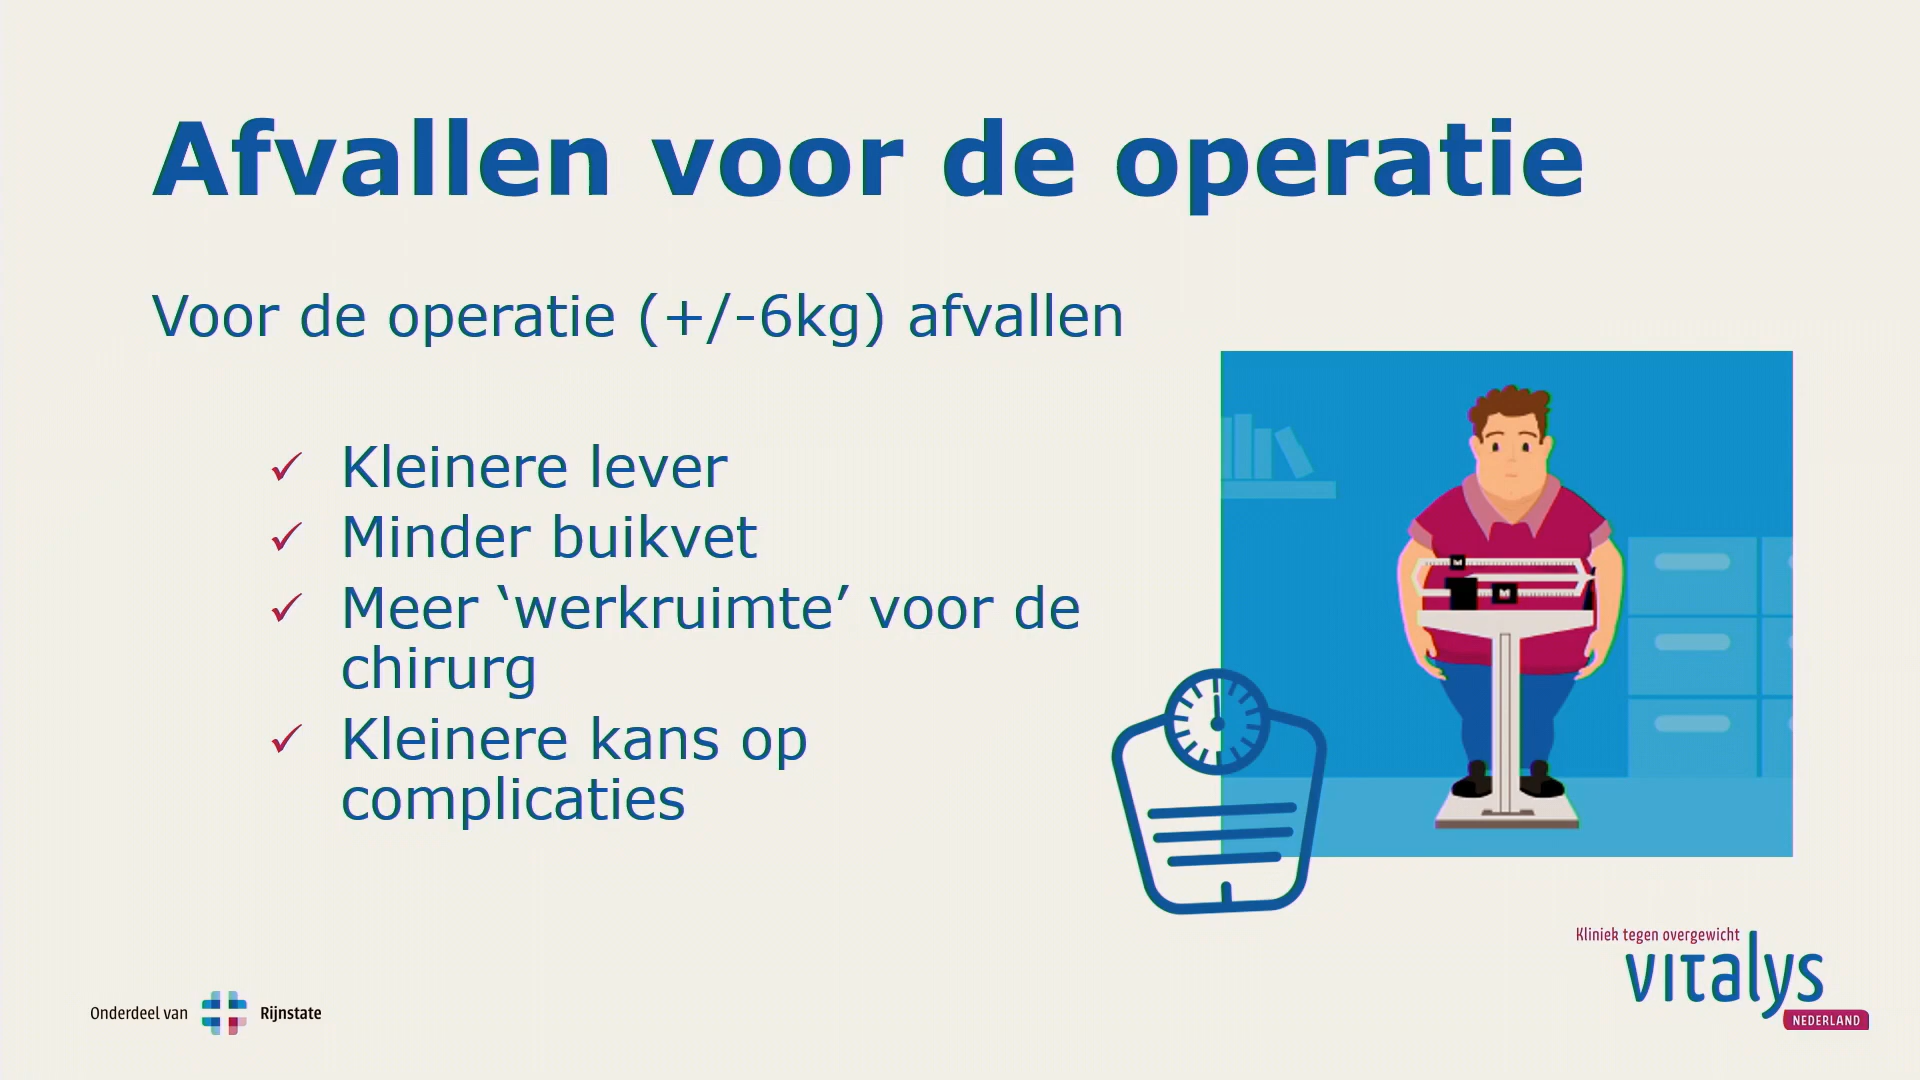 Afvallen voor de operatie
Voor de operatie (+/-6kg) afvallen
✓ Kleinere lever
✓ Minder buikvet
✓ Meer ‘werkruimte’ voor de
chirurg
✓ Kleinere kans op
complicaties
Kliniek tegen overgewicht
vitalys
NEDERLAND
Onderdeel van Rijnstate